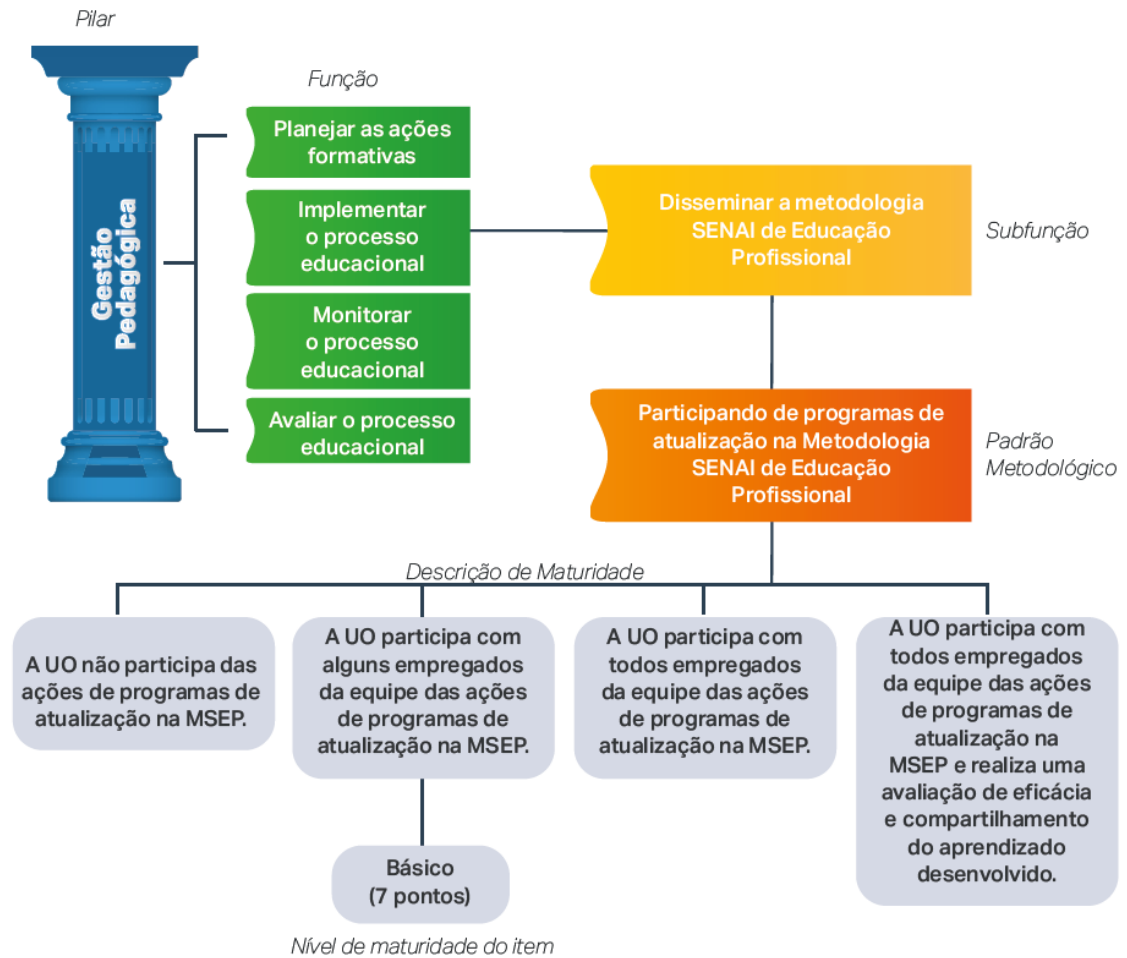 Pilar
Gestão
Pedagógica
Função
Planejar as ações
formativas
Implementar
o processo
educacional
Monitorar
o processo
educacional
Avaliar o processo
educacional
Disseminar a metodologia
SENAI de Educação
Profissional
Subfunção
Participando de programas de
atualização na Metodologia
SENAI de Educação
Profissional
Padrão
Metodológico
Descrição de Maturidade
A UO não participa das
ações de programas de
atualização na MSEP.
A UO participa com
alguns empregados
da equipe das ações
de programas de
atualização na MSEP.
A UO participa com
todos empregados
da equipe das ações
de programas de
atualização na MSEP.
A UO participa com
todos empregados
da equipe das ações
de programas de
atualização na
MSEP e realiza uma
avaliação de eficácia
e compartilhamento
do aprendizado
desenvolvido.
Básico
(7 pontos)
Nível de maturidade do item